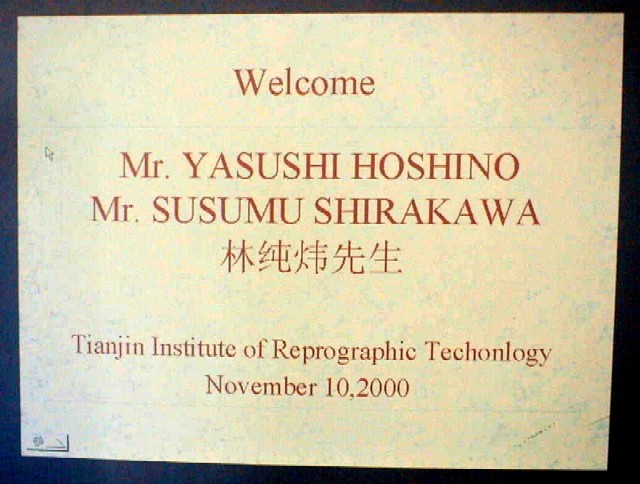 Welcome
Mr. YASUSHI HOSHINO
Mr. SUSUMU SHIRAKAWA
林纯炜先生
Tianjin Institute of Reprographic Techonlogy
November 10,2000